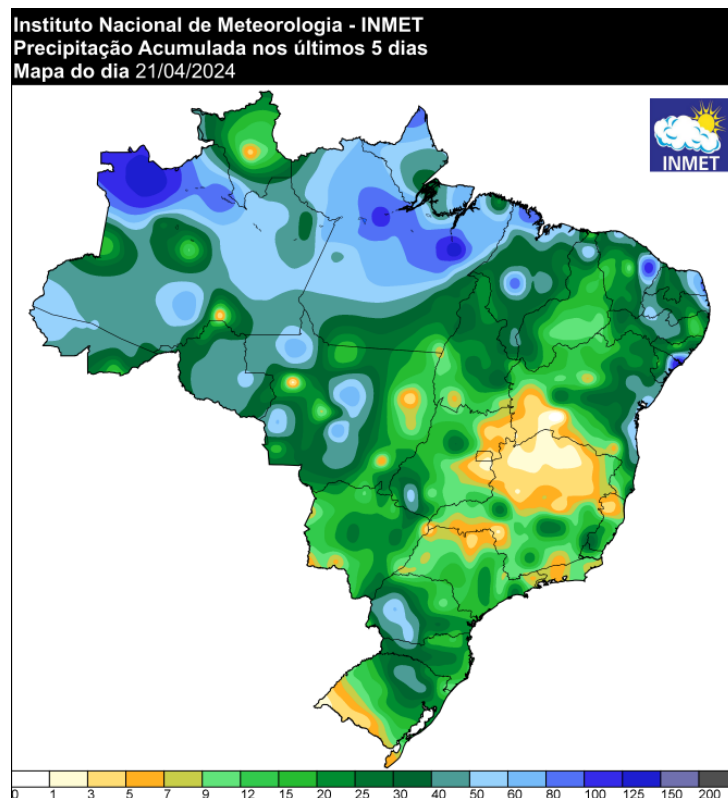 Instituto Nacional de Meteorologia - INMET
Precipitação Acumulada nos últimos 5 dias
Mapa do dia 21/04/2024
INMET
0 1 3 5 7 9 12 15 20 25 30 40 50 60 80 100 125 150 200